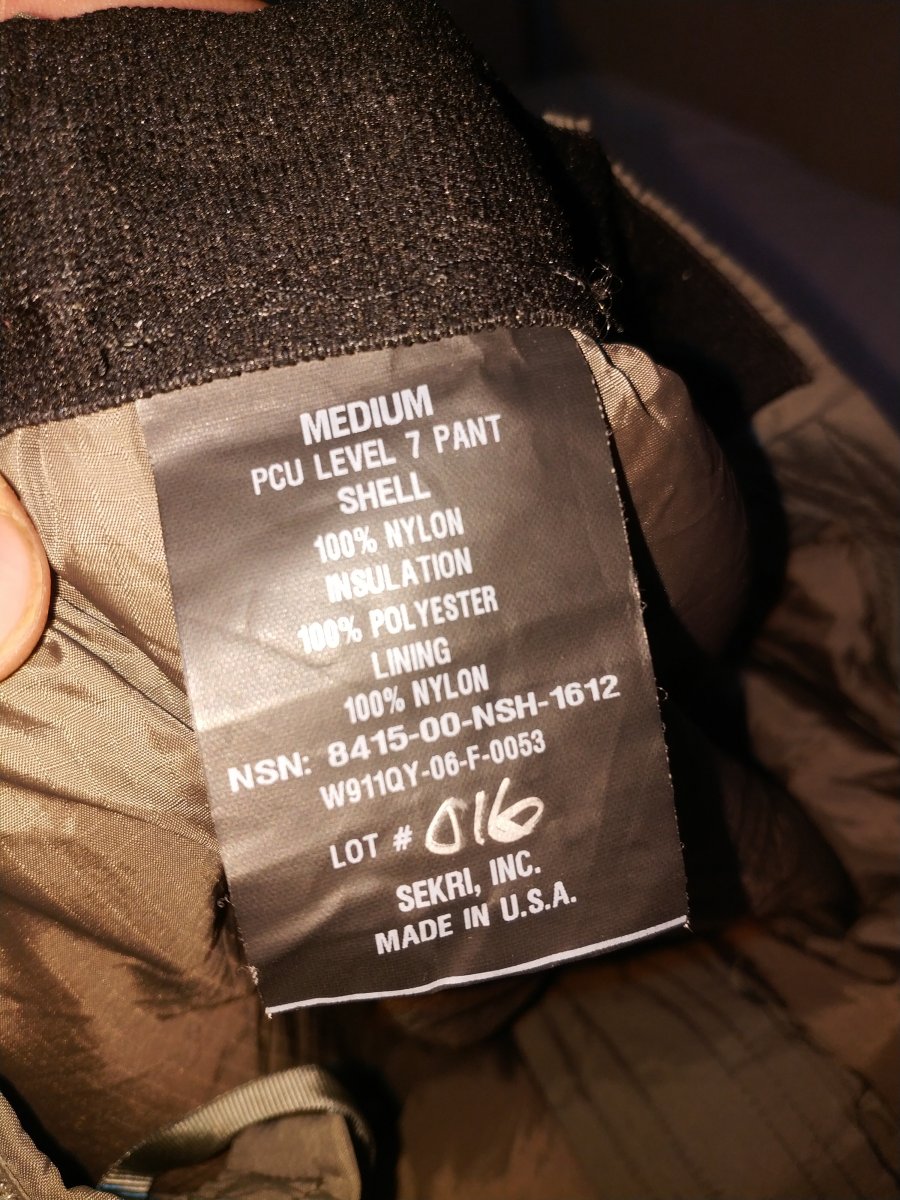 MEDIUM
PCU LEVEL 7 PANT
SHELL
100% NYLON
INSULATION
100% POLYESTER
LINING
100% NYLON
NSN: 8415-00-NSH-1612
W911QY-06-F-0053
LOT # 016
SEKRI, INC.
MADE IN U.S.A.